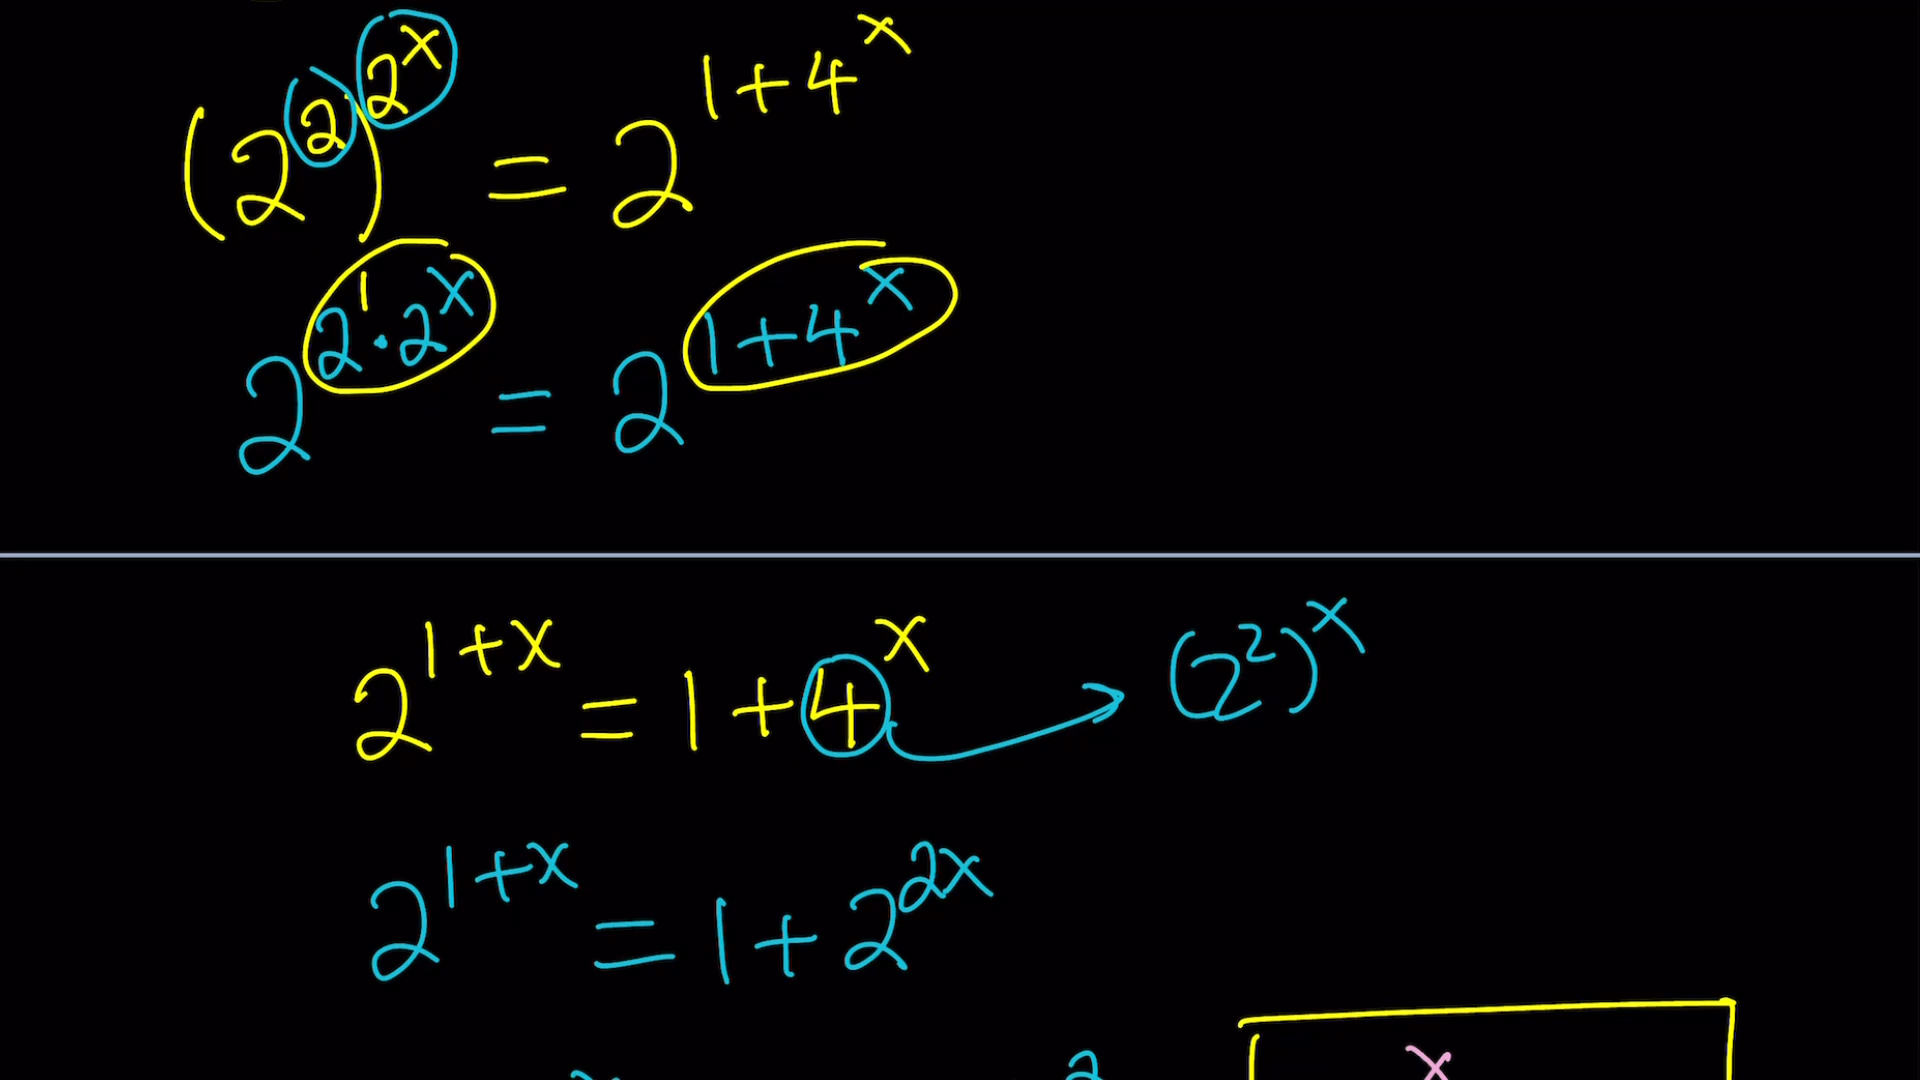 (2^(2))^2^x = 2^(1+4^x)
2^(2^1·2^x) = 2^(1+4^x)
2^(1+x) = 1+4^x → (2^2)^x
2^(1+x) = 1+2^(2x)
x